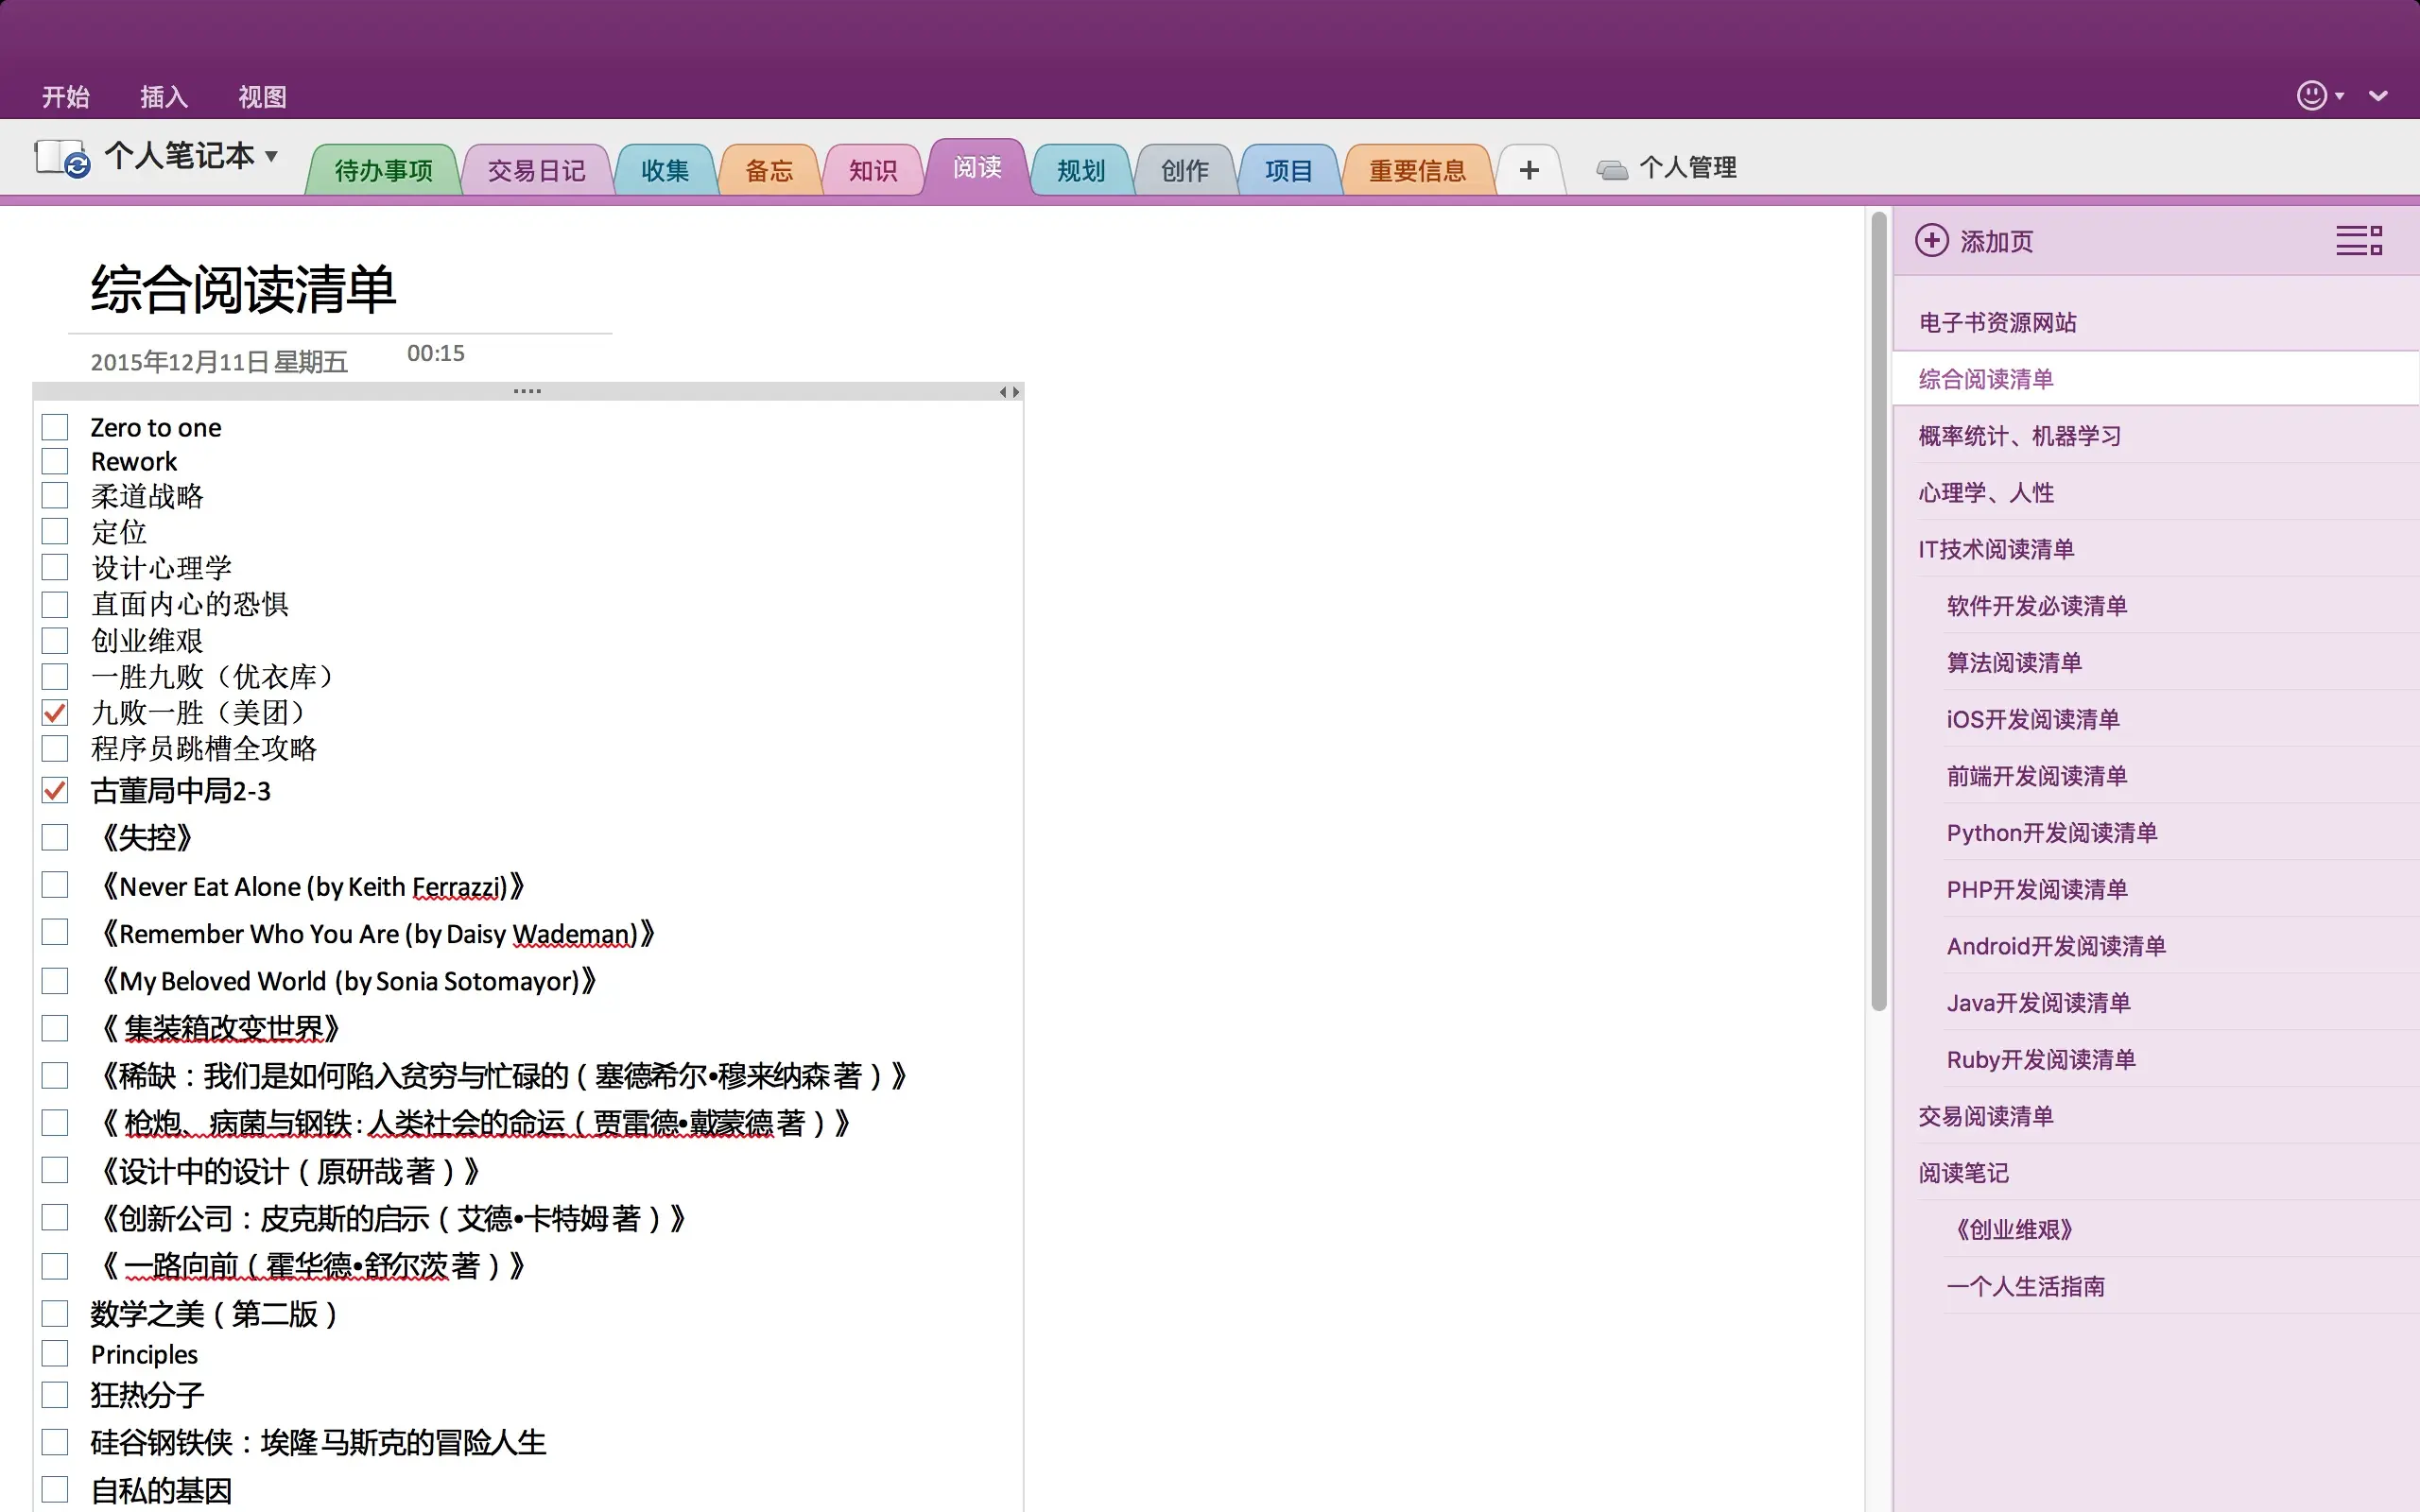 开始 插入 视图
个人笔记本 待办事项 交易日记 收集 备忘 知识 阅读 规划 创作 项目 重要信息 + 个人管理
综合阅读清单
2015年12月11日 星期五 00:15
Zero to one
Rework
柔道战略
定位
设计心理学
直面内心的恐惧
创业维艰
一胜九败（优衣库）
九败一胜（美团）
程序员跳槽全攻略
古董局中局2-3
《失控》
《Never Eat Alone (by Keith Ferrazzi)》
《Remember Who You Are (by Daisy Wademan)》
《My Beloved World (by Sonia Sotomayor)》
《 集装箱改变世界》
《稀缺：我们是如何陷入贫穷与忙碌的（塞德希尔•穆来纳森 著）》
《 枪炮、病菌与钢铁 : 人类社会的命运（贾雷德•戴蒙德 著）》
《设计中的设计（原研哉 著）》
《创新公司：皮克斯的启示（艾德•卡特姆 著）》
《 一路向前（霍华德•舒尔茨 著）》
数学之美（第二版）
Principles
狂热分子
硅谷钢铁侠：埃隆 马斯克的冒险人生
自私的基因
添加页
电子书资源网站
综合阅读清单
概率统计、机器学习
心理学、人性
IT技术阅读清单
软件开发必读清单
算法阅读清单
iOS开发阅读清单
前端开发阅读清单
Python开发阅读清单
PHP开发阅读清单
Android开发阅读清单
Java开发阅读清单
Ruby开发阅读清单
交易阅读清单
阅读笔记
《创业维艰》
一个人生活指南